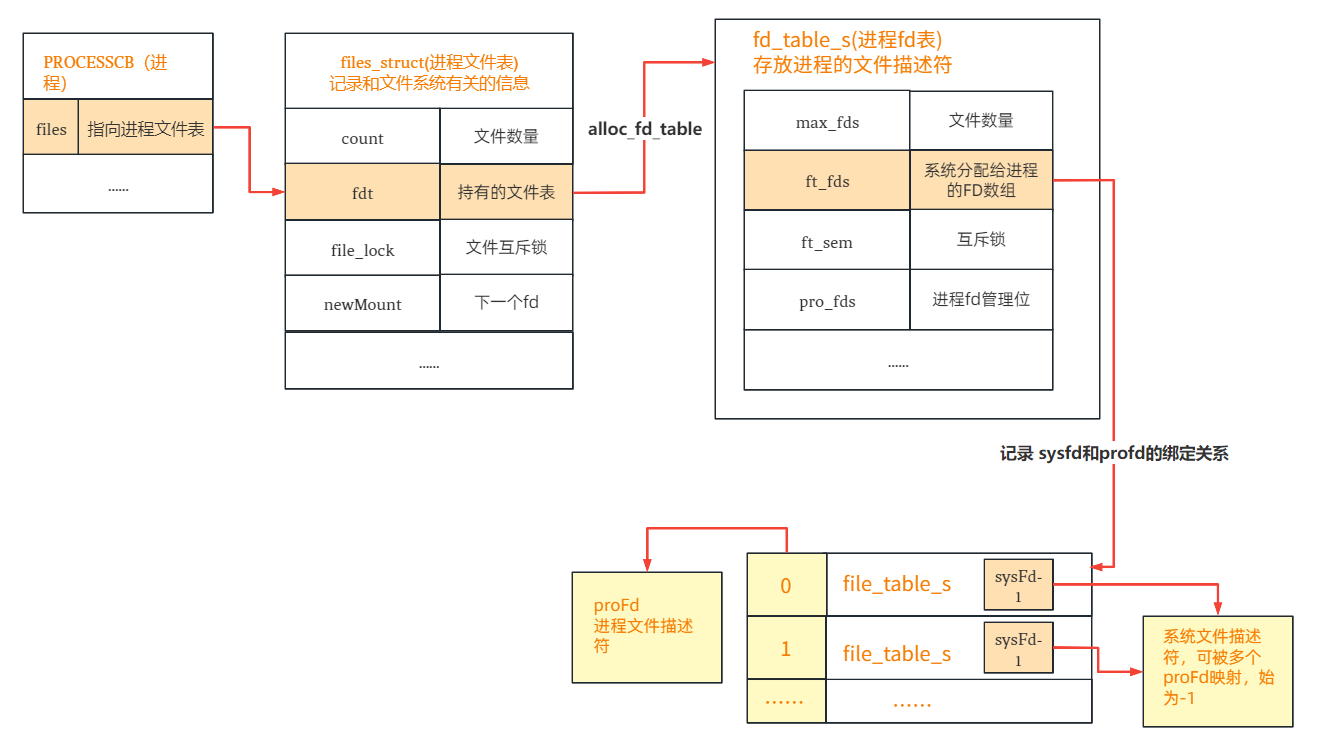 PROCESSCB（进
程）
files
指向进程文件表
......
files_struct(进程文件表)
记录和文件系统有关的信息
count
文件数量
fdt
持有的文件表
file_lock
文件互斥锁
newMount
下一个fd
......
alloc_fd_table
fd_table_s(进程fd表)
存放进程的文件描述符
max_fds
文件数量
ft_fds
系统分配给进程
的FD数组
ft_sem
互斥锁
pro_fds
进程fd管理位
......
记录 sysfd和profd的绑定关系
proFd
进程文件描述
符
0
file_table_s
sysFd-
1
1
file_table_s
sysFd-
1
......
......
系统文件描述
符，可被多个
proFd映射，始
为-1